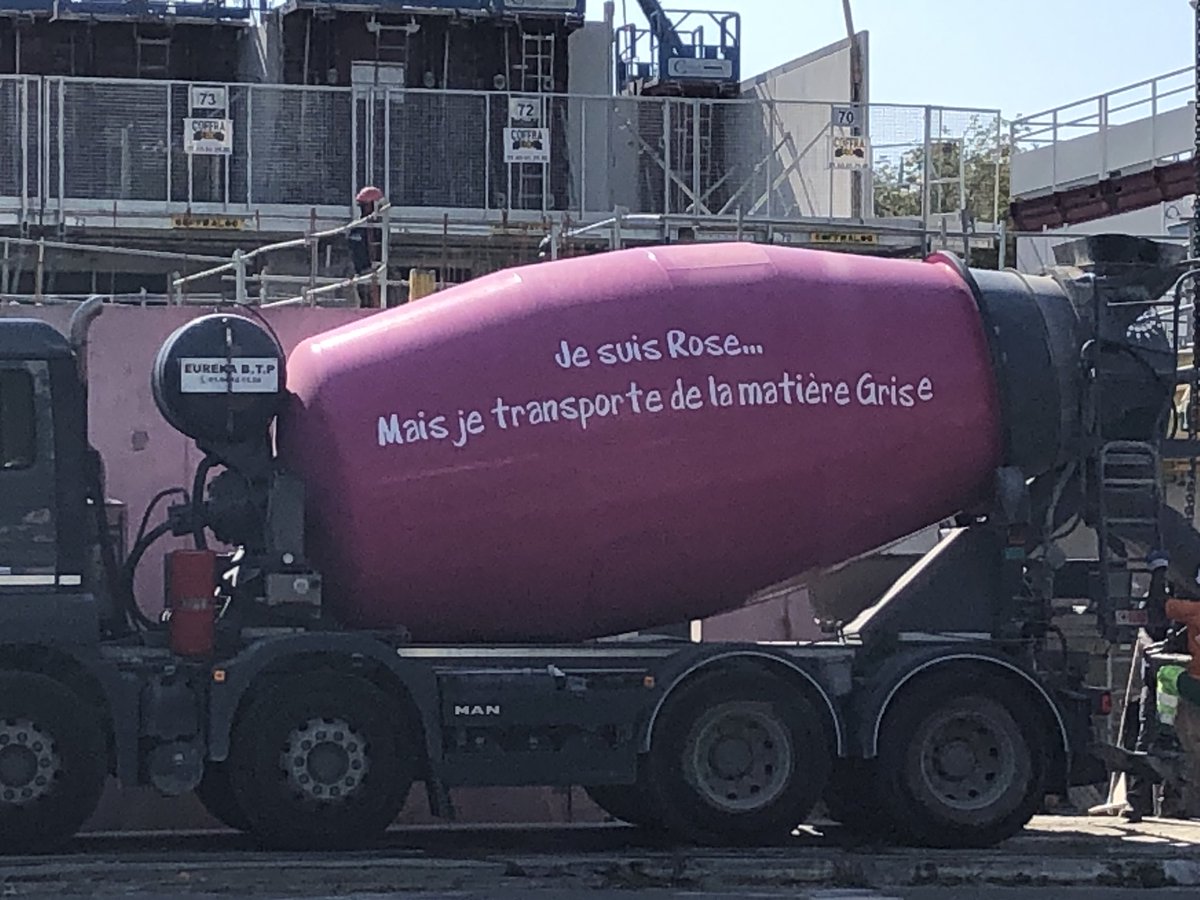 73
COFFRA
72
COFFRA
70
COFFRA
EUREKA B.T.P
Je suis Rose...
Mais je transporte de la matière Grise
MAN